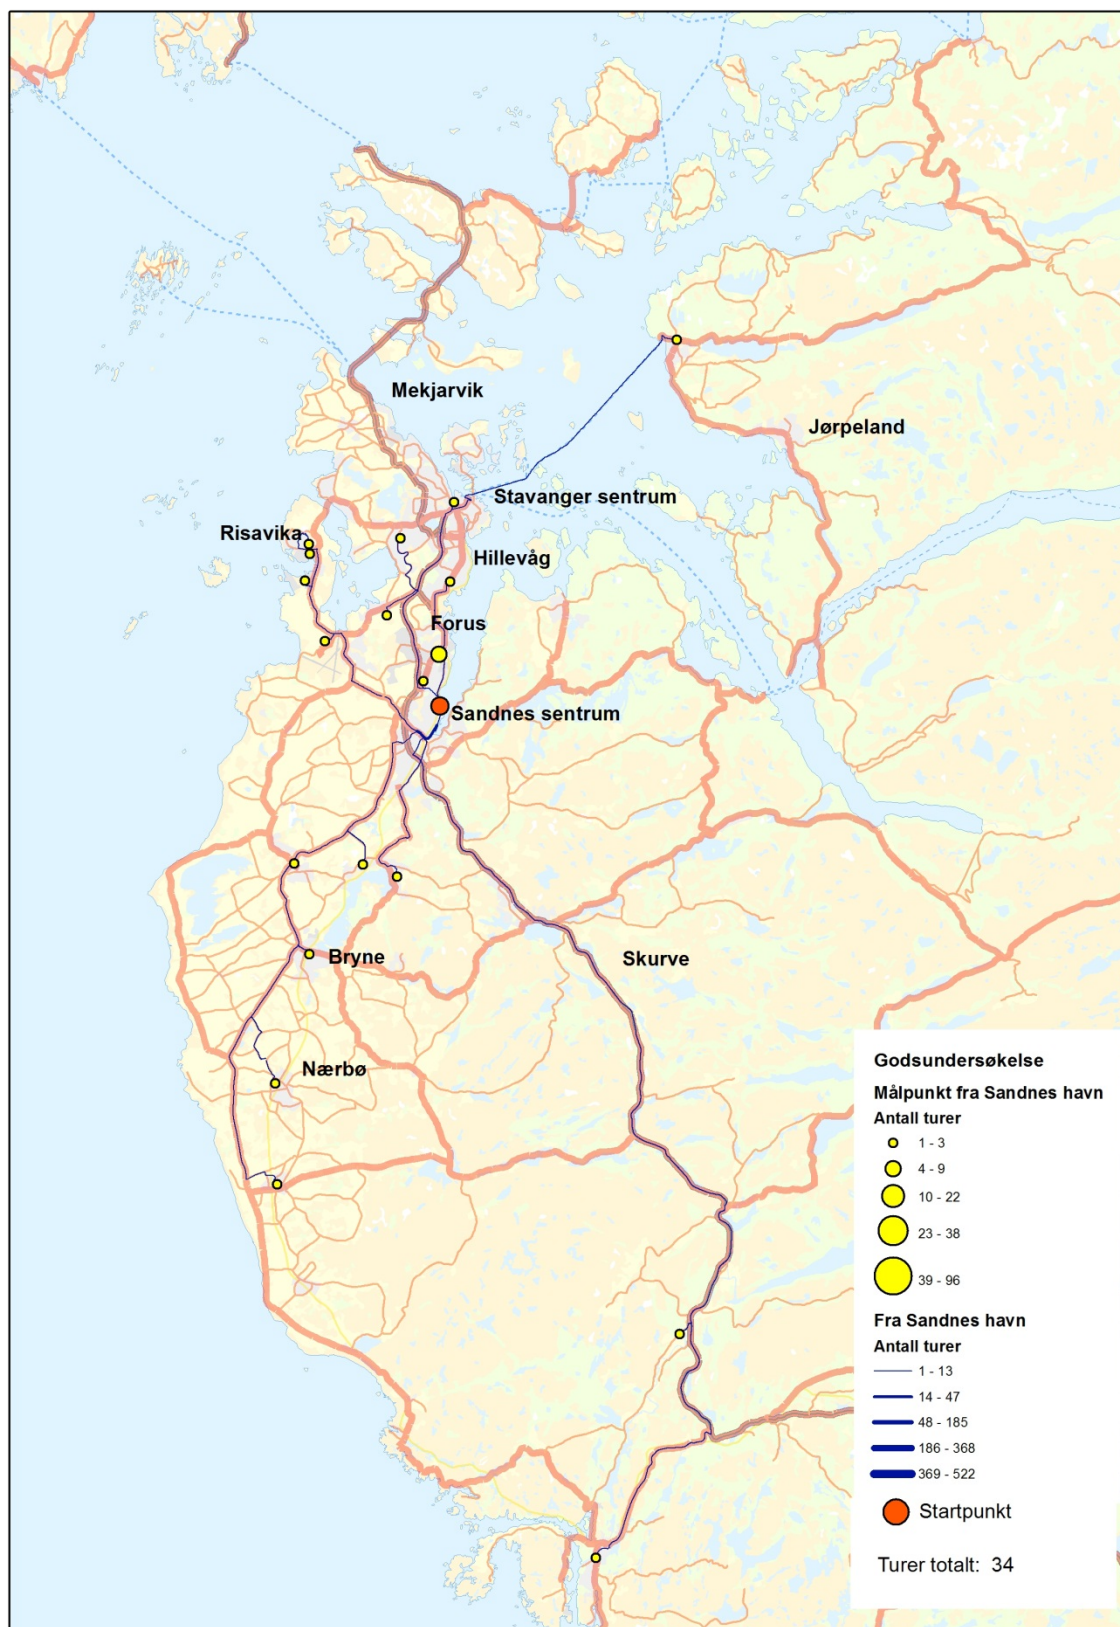 Mekjarvik
Jørpeland
Stavanger sentrum
Risavika
Hillevåg
Forus
Sandnes sentrum
Bryne
Skurve
Nærbø
Godsundersøkelse
Målpunkt fra Sandnes havn
Antall turer
1 - 3
4 - 9
10 - 22
23 - 38
39 - 96
Fra Sandnes havn
Antall turer
1 - 13
14 - 47
48 - 185
186 - 368
369 - 522
Startpunkt
Turer totalt: 34